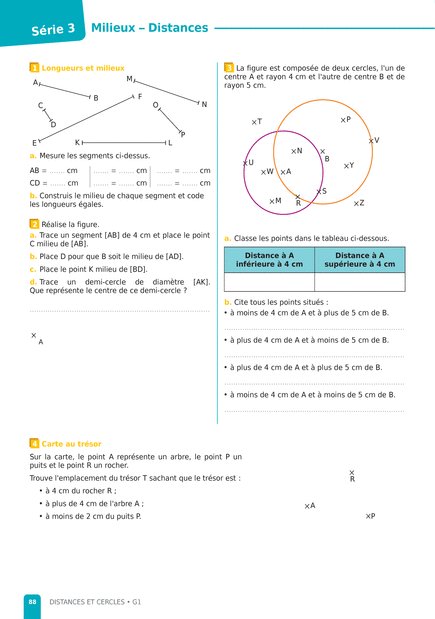 Série 3 Milieux – Distances
1 Longueurs et milieux
A
B
C
D
E
F
M
N
O
P
K
L
a. Mesure les segments ci-dessus.
AB = ....... cm | ....... = ....... cm | ....... = ....... cm
CD = ....... cm | ....... = ....... cm | ....... = ....... cm
b. Construis le milieu de chaque segment et code
les longueurs égales.
2 Réalise la figure.
a. Trace un segment [AB] de 4 cm et place le point
C milieu de [AB].
b. Place D pour que B soit le milieu de [AD].
c. Place le point K milieu de [BD].
d. Trace un demi-cercle de diamètre [AK].
Que représente le centre de ce demi-cercle ?
A
3 La figure est composée de deux cercles, l'un de
centre A et rayon 4 cm et l'autre de centre B et de
rayon 5 cm.
T
P
V
N
B
U
W
A
Y
S
M
R
Z
a. Classe les points dans le tableau ci-dessous.
Distance à A
inférieure à 4 cm
Distance à A
supérieure à 4 cm
b. Cite tous les points situés :
• à moins de 4 cm de A et à plus de 5 cm de B.
• à plus de 4 cm de A et à moins de 5 cm de B.
• à plus de 4 cm de A et à plus de 5 cm de B.
• à moins de 4 cm de A et à moins de 5 cm de B.
4 Carte au trésor
Sur la carte, le point A représente un arbre, le point P un
puits et le point R un rocher.
Trouve l'emplacement du trésor T sachant que le trésor est :
• à 4 cm du rocher R ;
• à plus de 4 cm de l'arbre A ;
• à moins de 2 cm du puits P.
R
A
P
88 DISTANCES ET CERCLES • G1